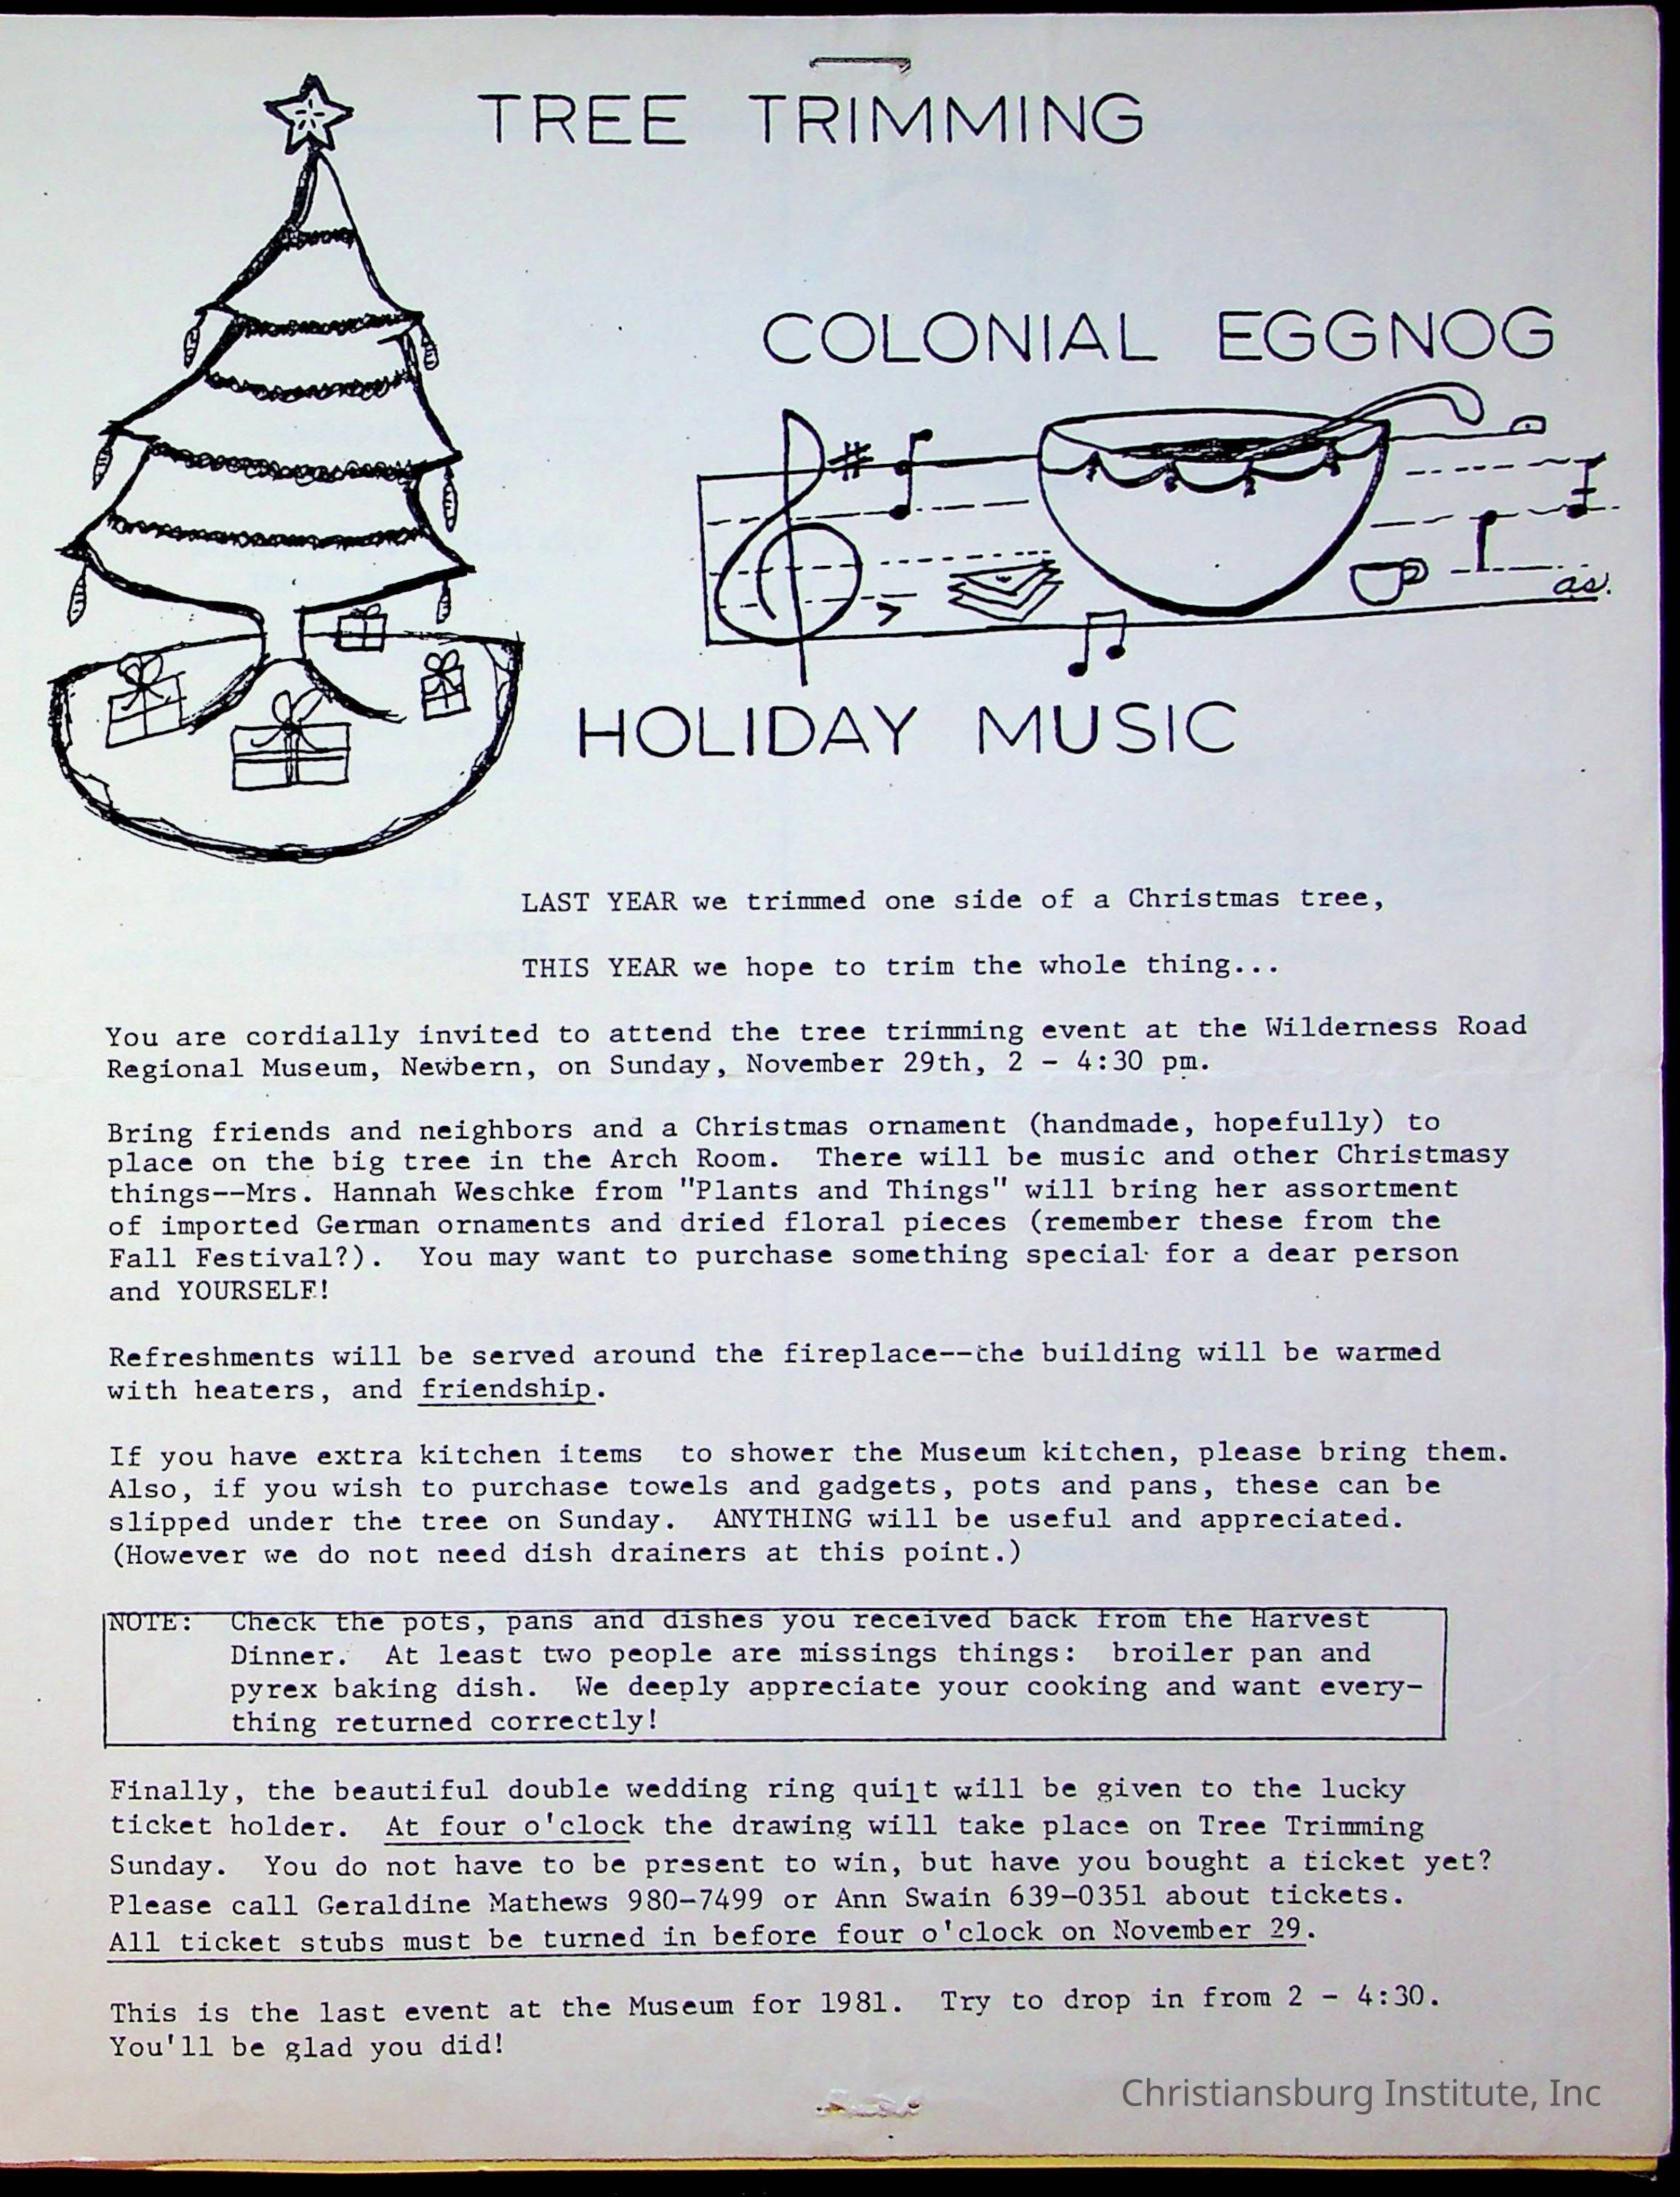 TREE TRIMMING
COLONIAL EGGNOG
as.
HOLIDAY MUSIC
LAST YEAR we trimmed one side of a Christmas tree,
THIS YEAR we hope to trim the whole thing...
You are cordially invited to attend the tree trimming event at the Wilderness Road
Regional Museum, Newbern, on Sunday, November 29th, 2 - 4:30 pm.
Bring friends and neighbors and a Christmas ornament (handmade, hopefully) to
place on the big tree in the Arch Room.  There will be music and other Christmasy
things--Mrs. Hannah Weschke from "Plants and Things" will bring her assortment
of imported German ornaments and dried floral pieces (remember these from the
Fall Festival?).  You may want to purchase something special for a dear person
and YOURSELF!
Refreshments will be served around the fireplace--the building will be warmed
with heaters, and friendship.
If you have extra kitchen items  to shower the Museum kitchen, please bring them.
Also, if you wish to purchase towels and gadgets, pots and pans, these can be
slipped under the tree on Sunday.  ANYTHING will be useful and appreciated.
(However we do not need dish drainers at this point.)
NOTE:  Check the pots, pans and dishes you received back from the Harvest
Dinner.  At least two people are missings things:  broiler pan and
pyrex baking dish.  We deeply appreciate your cooking and want every-
thing returned correctly!
Finally, the beautiful double wedding ring quilt will be given to the lucky
ticket holder.  At four o'clock the drawing will take place on Tree Trimming
Sunday.  You do not have to be present to win, but have you bought a ticket yet?
Please call Geraldine Mathews 980-7499 or Ann Swain 639-0351 about tickets.
All ticket stubs must be turned in before four o'clock on November 29.
This is the last event at the Museum for 1981.  Try to drop in from 2 - 4:30.
You'll be glad you did!
Christiansburg Institute, Inc